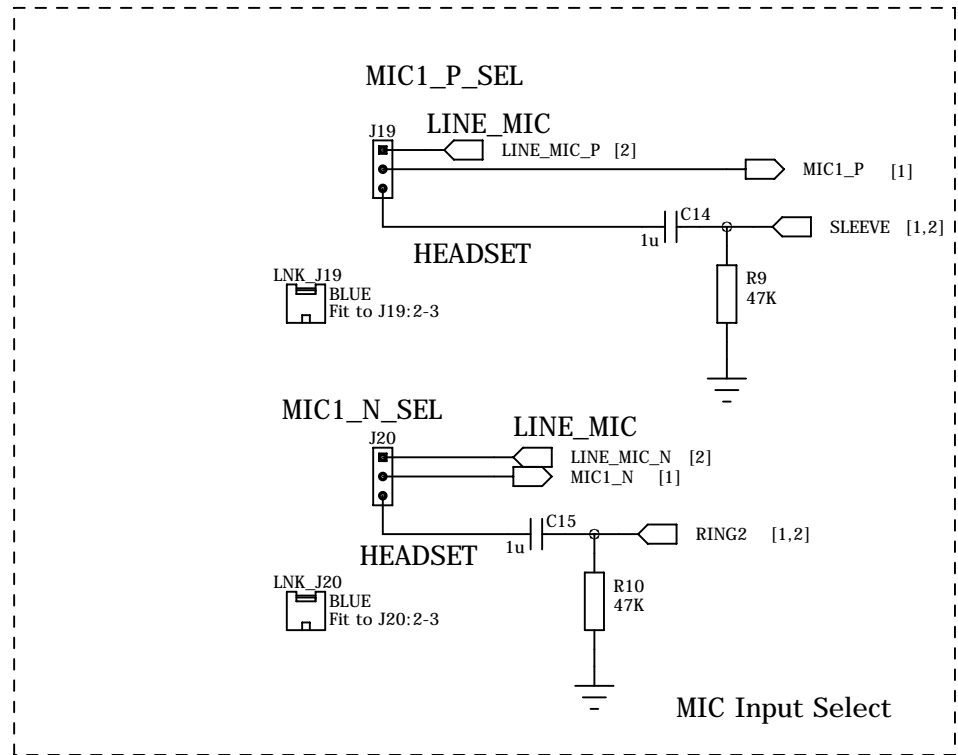 MIC1_P_SEL
J19
LINE_MIC
LINE_MIC_P [2]
MIC1_P [1]
C14
1u
SLEEVE [1,2]
HEADSET
LNK_J19
BLUE
Fit to J19:2-3
R9
47K
MIC1_N_SEL
J20
LINE_MIC
LINE_MIC_N [2]
MIC1_N [1]
C15
1u
RING2 [1,2]
HEADSET
LNK_J20
BLUE
Fit to J20:2-3
R10
47K
MIC Input Select